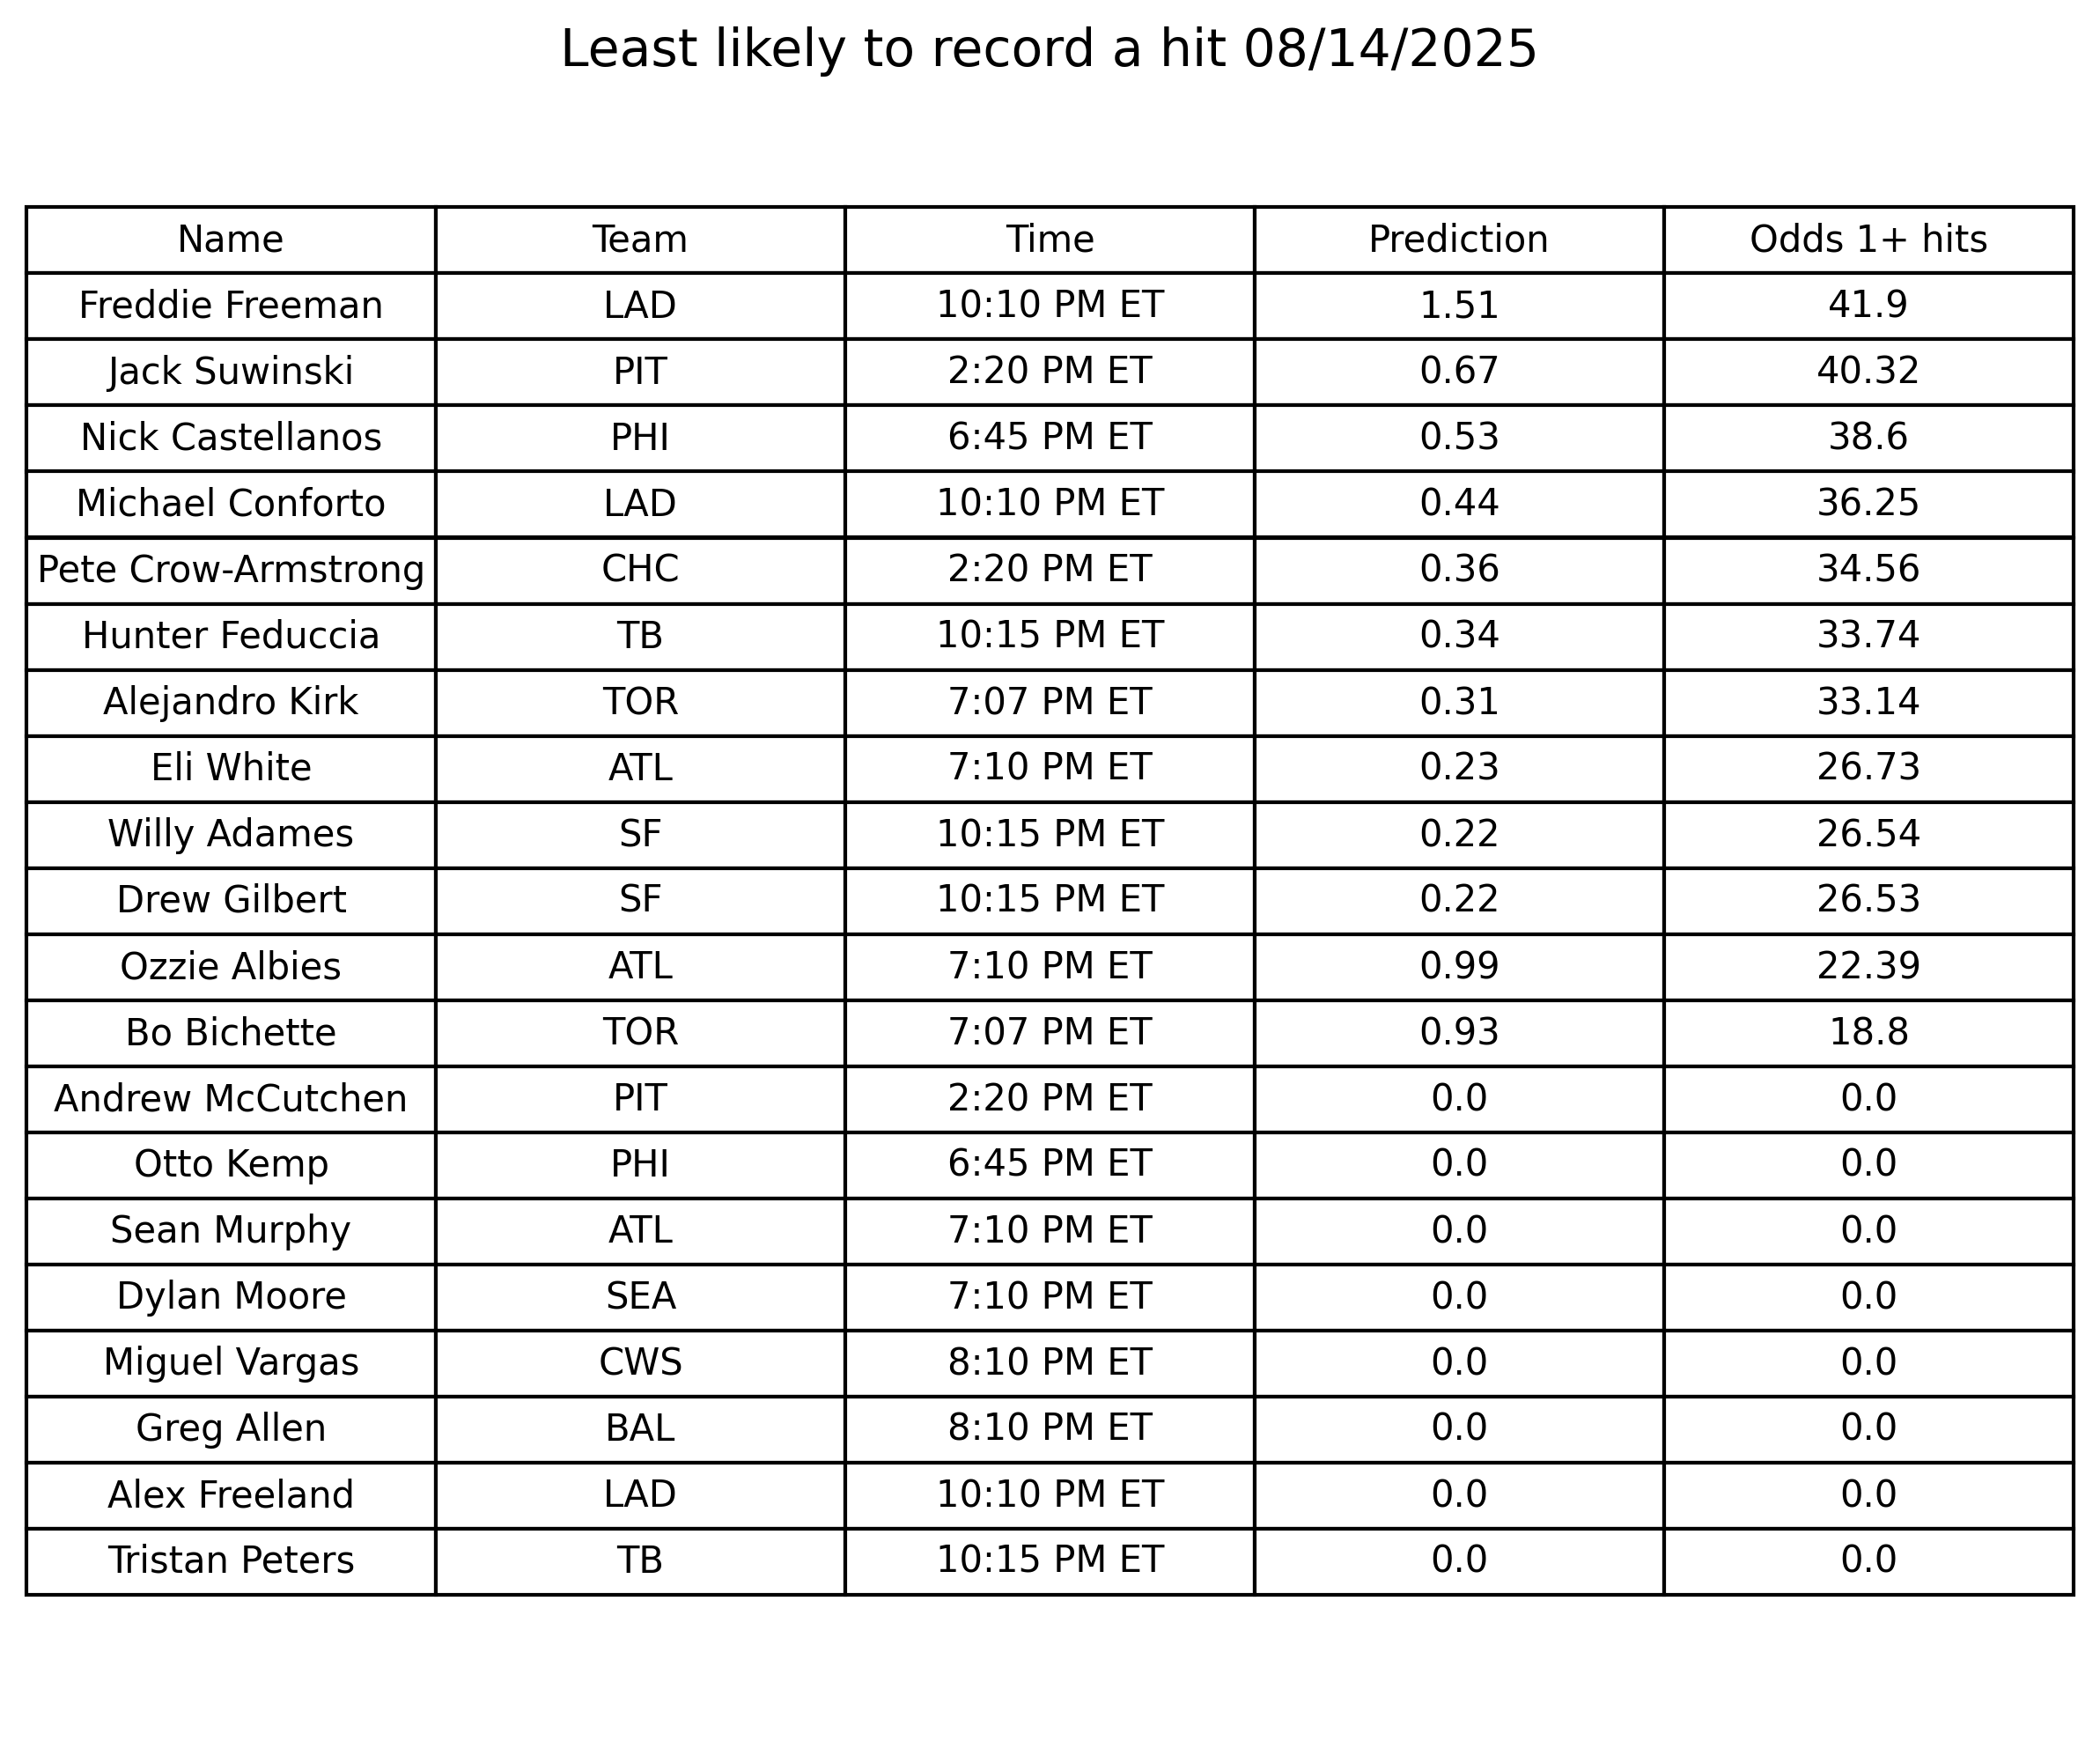 Least likely to record a hit 08/14/2025
Name Team Time Prediction Odds 1+ hits
Freddie Freeman LAD 10:10 PM ET 1.51 41.9
Jack Suwinski PIT 2:20 PM ET 0.67 40.32
Nick Castellanos PHI 6:45 PM ET 0.53 38.6
Michael Conforto LAD 10:10 PM ET 0.44 36.25
Pete Crow-Armstrong CHC 2:20 PM ET 0.36 34.56
Hunter Feduccia TB 10:15 PM ET 0.34 33.74
Alejandro Kirk TOR 7:07 PM ET 0.31 33.14
Eli White ATL 7:10 PM ET 0.23 26.73
Willy Adames SF 10:15 PM ET 0.22 26.54
Drew Gilbert SF 10:15 PM ET 0.22 26.53
Ozzie Albies ATL 7:10 PM ET 0.99 22.39
Bo Bichette TOR 7:07 PM ET 0.93 18.8
Andrew McCutchen PIT 2:20 PM ET 0.0 0.0
Otto Kemp PHI 6:45 PM ET 0.0 0.0
Sean Murphy ATL 7:10 PM ET 0.0 0.0
Dylan Moore SEA 7:10 PM ET 0.0 0.0
Miguel Vargas CWS 8:10 PM ET 0.0 0.0
Greg Allen BAL 8:10 PM ET 0.0 0.0
Alex Freeland LAD 10:10 PM ET 0.0 0.0
Tristan Peters TB 10:15 PM ET 0.0 0.0